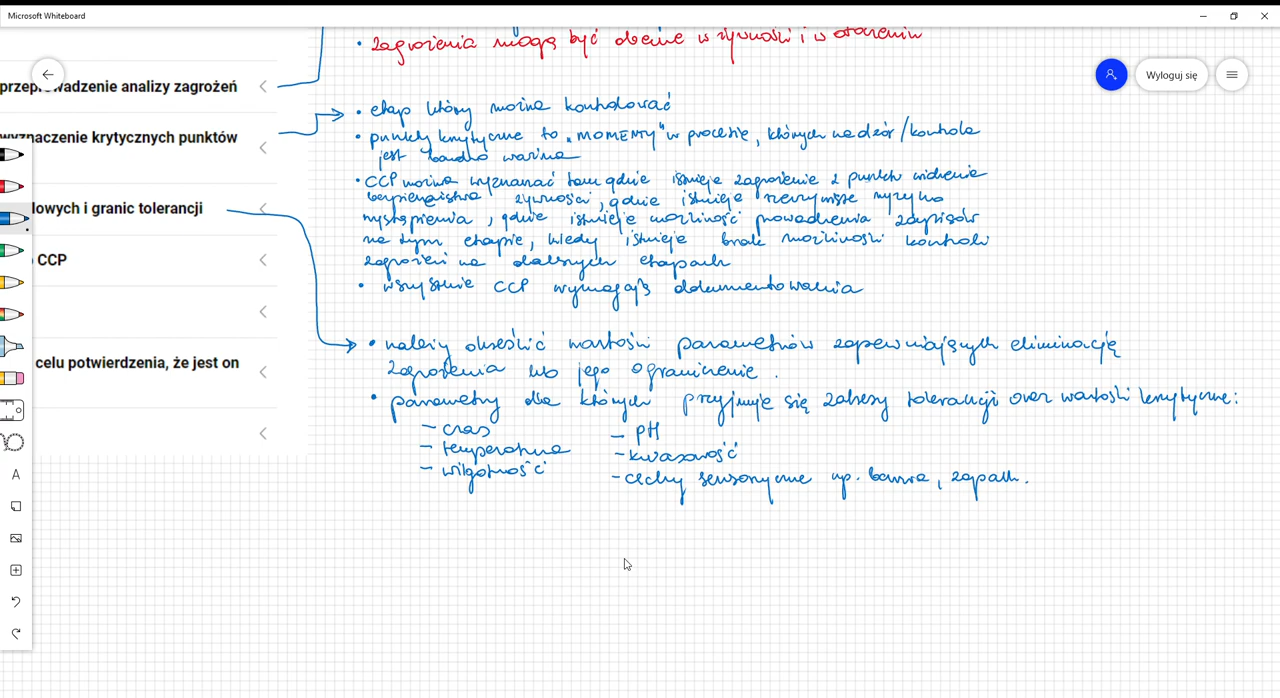 Microsoft Whiteboard
• zagrożenia mogą być obecne w żywności i w otoczeniu
przeprowadzenie analizy zagrożeń
Wyloguj się
• etap który można kontrolować
wyznaczenie krytycznych punktów
• punkty krytyczne to „MOMENTY" w procesie, których nadzór/kontrola
jest bardzo ważna
• CCP można wyznaczać tam gdzie istnieje zagrożenie z punktu widzenia
bezpieczeństwa żywności, gdzie istnieje najwyższe ryzyko
wystąpienia, gdzie istnieje możliwość prowadzenia zapisów
na tym etapie, kiedy istnieje brak możliwości kontroli
zagrożeń na dalszych etapach
• wszystkie CCP wymagają dokumentowania
lowych i granic tolerancji
CCP
• należy określić wartości parametrów zapewniających eliminację
zagrożenia lub jego ograniczenie.
celu potwierdzenia, że jest on
• parametry dla których przyjmuje się zakresy tolerancji oraz wartości krytyczne:
– czas
– temperatura
– wilgotność
– PH
– kwasowość
– cechy sensoryczne np. barwa, zapach.
A